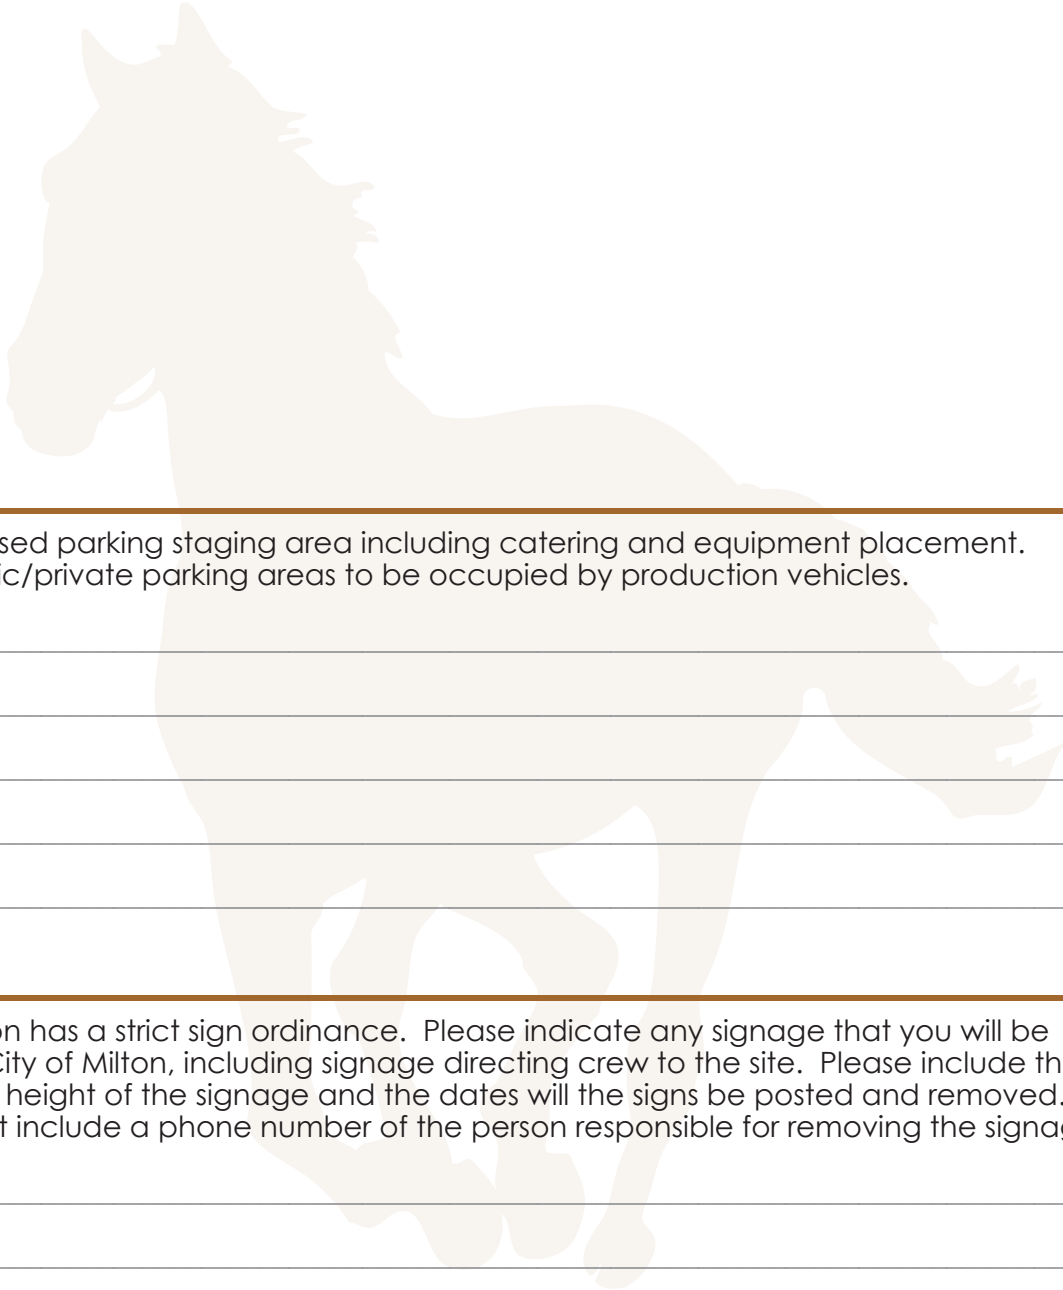 sed parking staging area including catering and equipment placement.
ic/private parking areas to be occupied by production vehicles.
on has a strict sign ordinance.  Please indicate any signage that you will be
City of Milton, including signage directing crew to the site.  Please include th
height of the signage and the dates will the signs be posted and removed.
t include a phone number of the person responsible for removing the signag